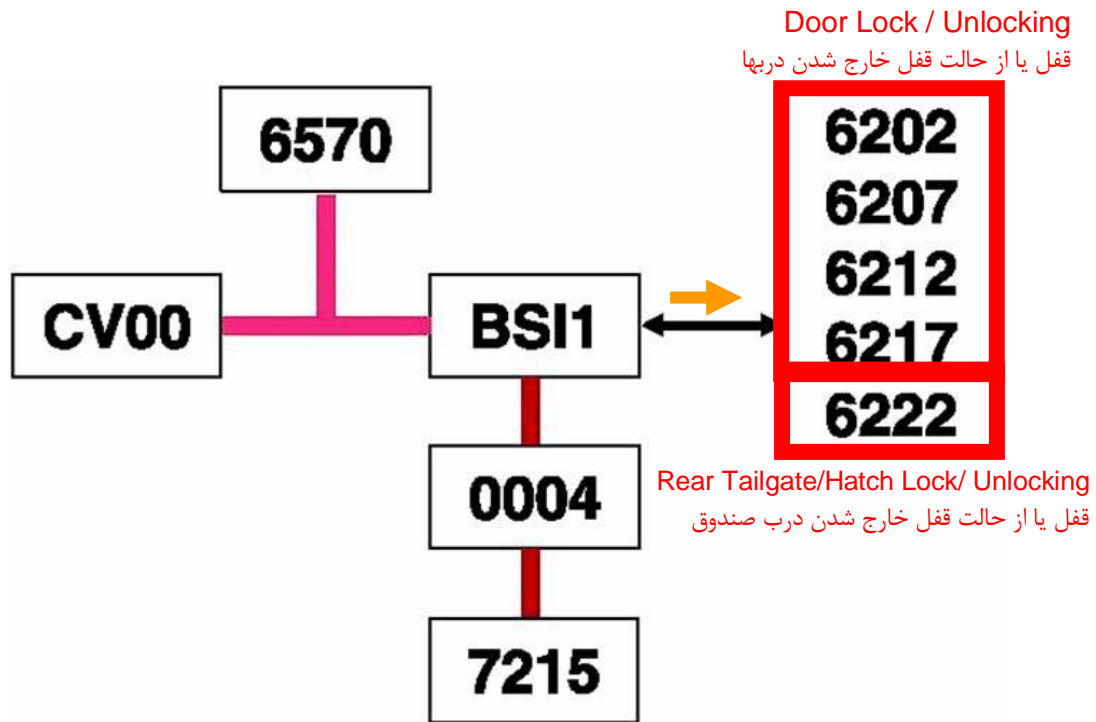 Door Lock / Unlocking
قفل یا از حالت قفل خارج شدن دربها
6570
6202
6207
6212
6217
6222
CV00
BSI1
Rear Tailgate/Hatch Lock/ Unlocking
قفل یا از حالت قفل خارج شدن درب صندوق
0004
7215